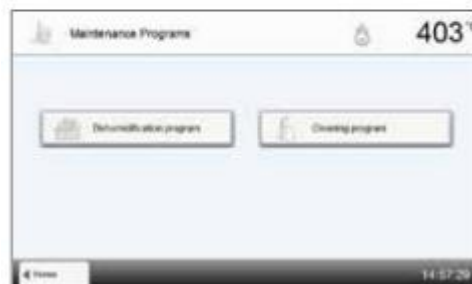 Maintenance Programs
403 °C
Dehumidification program
Cleaning program
Home
14:57:29